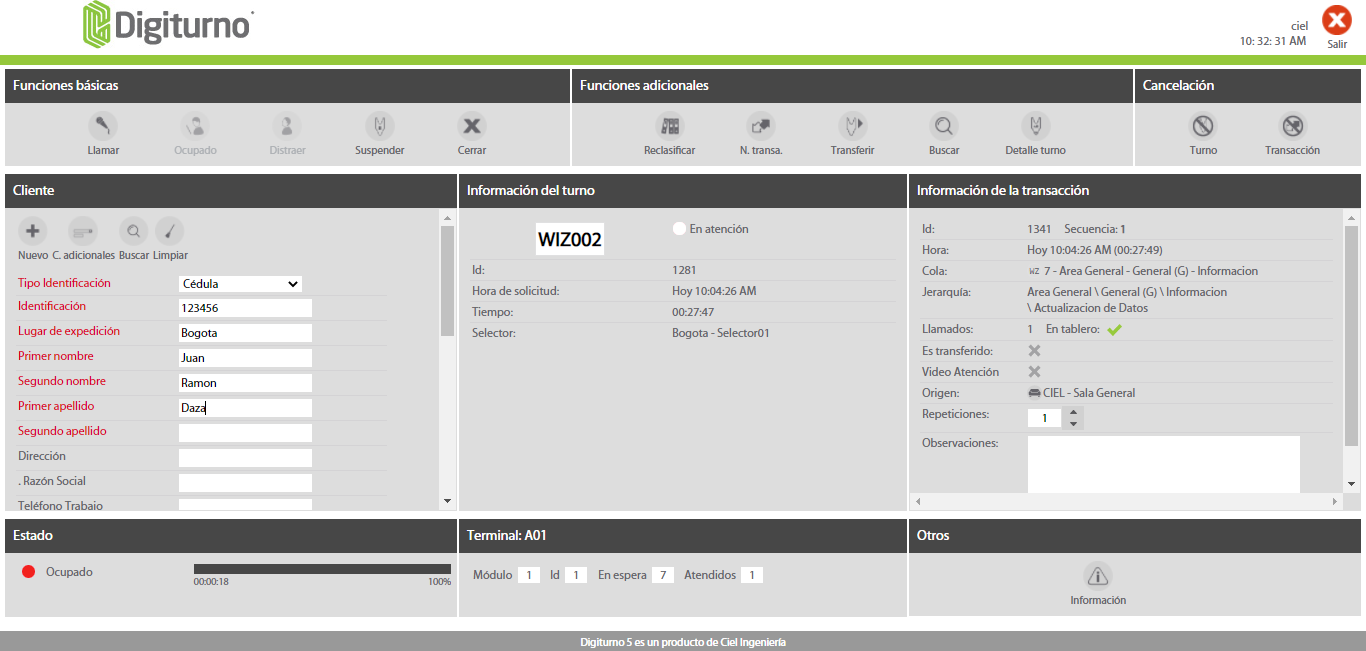 Digiturno
ciel
10: 32: 31 AM
Salir
Funciones básicas
Funciones adicionales
Cancelación
Llamar
Ocupado
Distraer
Suspender
Cerrar
Reclasificar
N. transa.
Transferir
Buscar
Detalle turno
Turno
Transacción
Cliente
Nuevo C. adicionales Buscar Limpiar
Tipo Identificación Cédula
Identificación 123456
Lugar de expedición Bogota
Primer nombre Juan
Segundo nombre Ramon
Primer apellido Daza
Segundo apellido
Dirección
. Razón Social
Teléfono Trabajo
Información del turno
WIZ002 En atención
Id: 1281
Hora de solicitud: Hoy 10:04:26 AM
Tiempo: 00:27:47
Selector: Bogota - Selector01
Información de la transacción
Id: 1341 Secuencia: 1
Hora: Hoy 10:04:26 AM (00:27:49)
Cola: WZ 7 - Area General - General (G) - Informacion
Jerarquía: Area General \ General (G) \ Informacion
\ Actualizacion de Datos
Llamados: 1 En tablero:
Es transferido:
Video Atención
Origen: CIEL - Sala General
Repeticiones: 1
Observaciones:
Estado
Ocupado
00:00:18 100%
Terminal: A01
Módulo 1 Id 1 En espera 7 Atendidos 1
Otros
Información
Digiturno 5 es un producto de Ciel Ingeniería